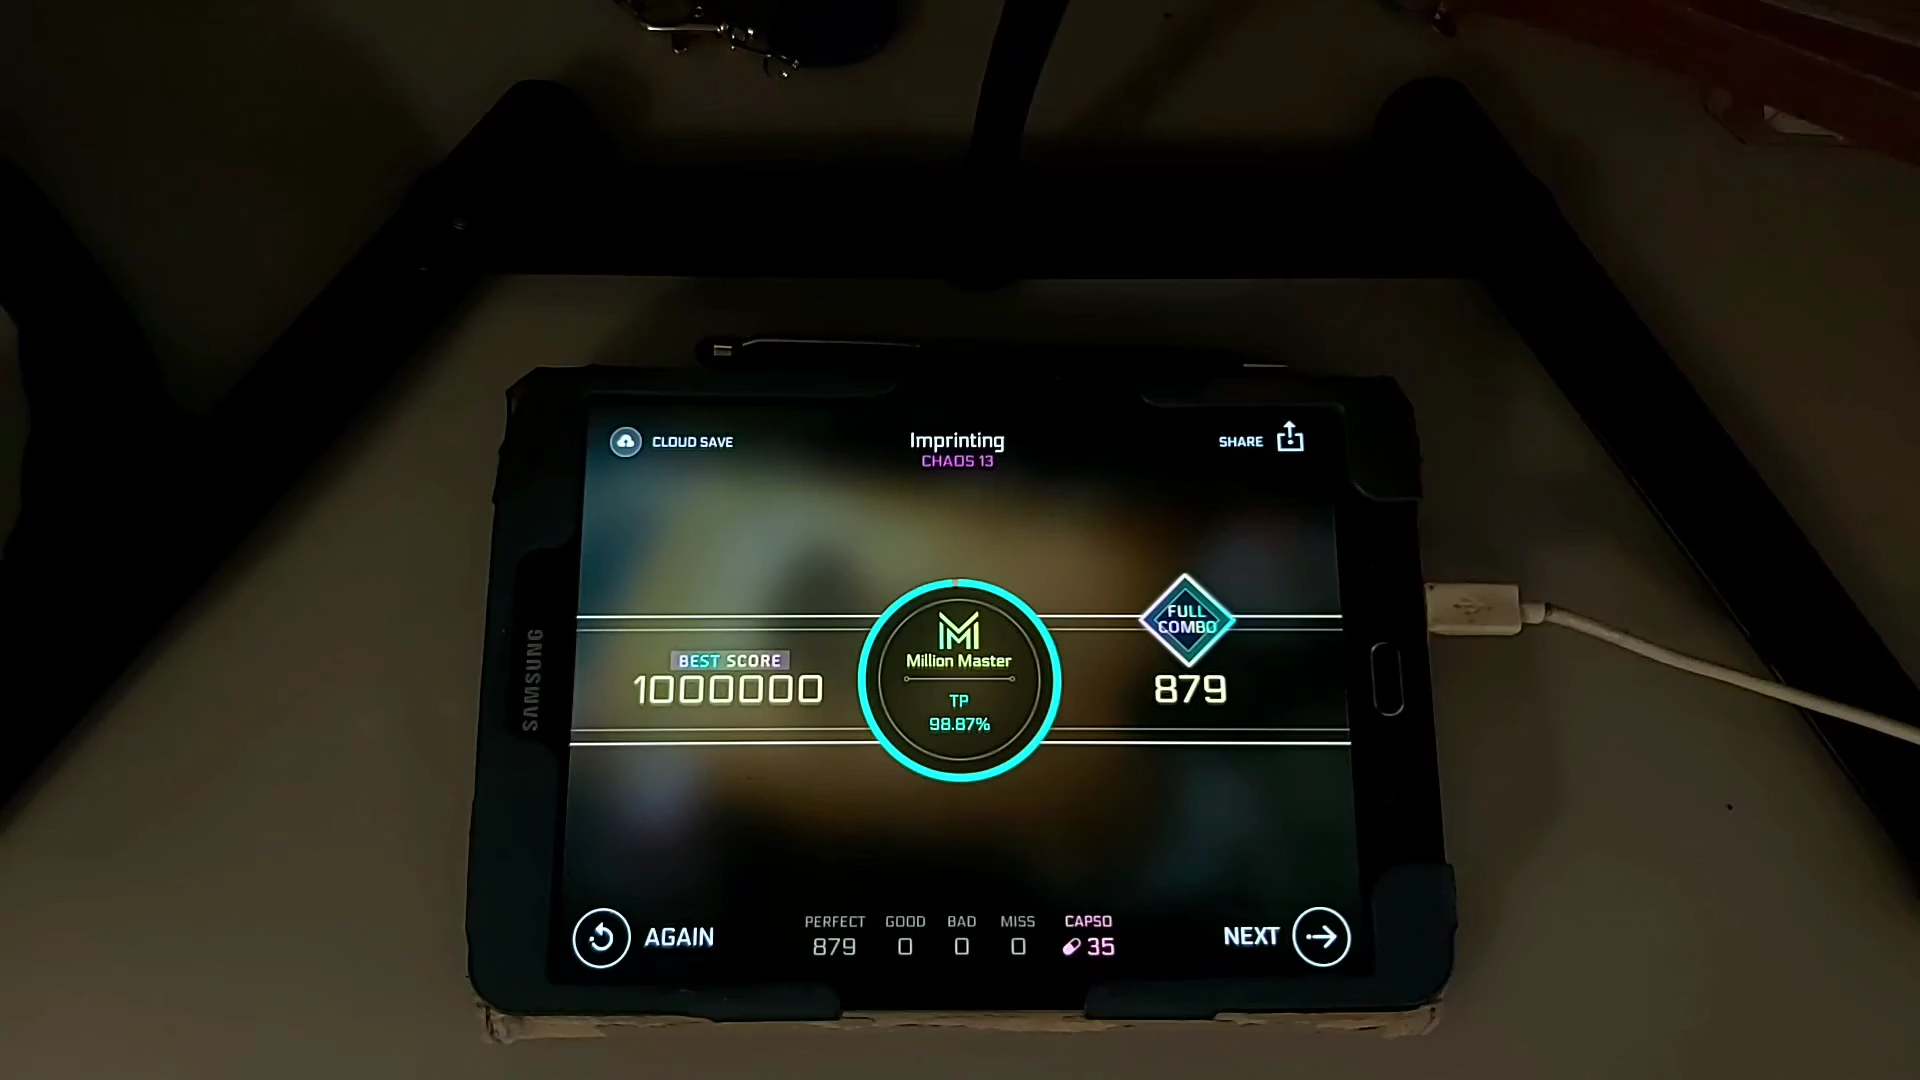 CLOUD SAVE
Imprinting
CHAOS 13
SHARE
FULL
COMBO
BEST SCORE
1000000
Million Master
TP
98.87%
879
SAMSUNG
AGAIN
PERFECT GOOD BAD MISS CAPSO
879 0 0 0 35
NEXT